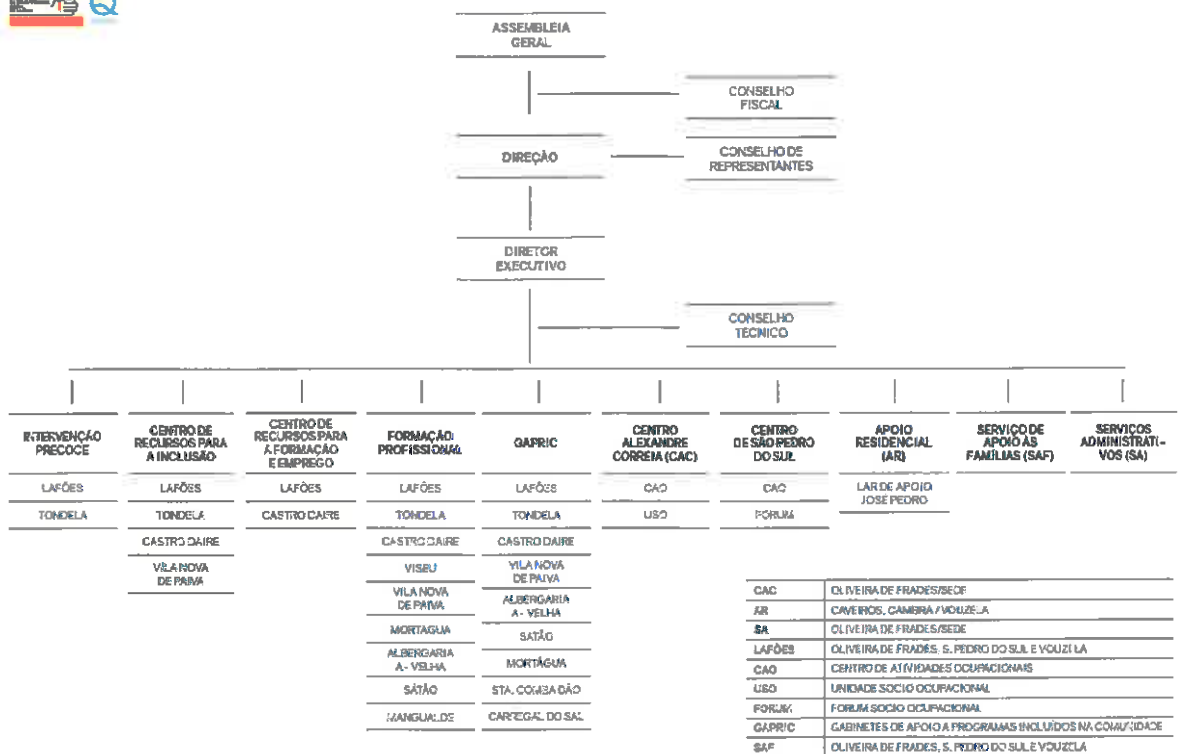 ASSEMBLEIA
GERAL
CONSELHO
FISCAL
DIREÇÃO
CONSELHO DE
REPRESENTANTES
DIRETOR
EXECUTIVO
CONSELHO
TÉCNICO
INTERVENÇÃO
PRECOCE
LAFÕES
TONDELA
CENTRO DE
RECURSOS PARA
A INCLUSÃO
LAFÕES
TONDELA
CASTRO DAIRE
VILA NOVA
DE PAIVA
CENTRO DE
RECURSOS PARA
A FORMAÇÃO
E EMPREGO
LAFÕES
CASTRO DAIRE
FORMAÇÃO
PROFISSIONAL
LAFÕES
TONDELA
CASTRO DAIRE
VISEU
VILA NOVA
DE PAIVA
MORTÁGUA
ALBERGARIA
A - VELHA
SÁTÃO
MANGUALDE
GAPRIC
LAFÕES
TONDELA
CASTRO DAIRE
VILA NOVA
DE PAIVA
ALBERGARIA
A - VELHA
SATÃO
MORTÁGUA
STA. COMBA DÃO
CARREGAL DO SAL
CENTRO
ALEXANDRE
CORREIA (CAC)
CAO
USO
CENTRO
DE SÃO PEDRO
DO SUL
CAO
FORUM
APOIO
RESIDENCIAL
(AR)
LAR DE APOIO
JOSÉ PEDRO
SERVIÇO DE
APOIO ÀS
FAMÍLIAS (SAF)
SERVIÇOS
ADMINISTRATI-
VOS (SA)
CAC OLIVEIRA DE FRADES/SEDE
AR CAVEIRÓS, CAMBRA / VOUZELA
SA OLIVEIRA DE FRADES/SEDE
LAFÕES OLIVEIRA DE FRADES, S. PEDRO DO SUL E VOUZELA
CAO CENTRO DE ATIVIDADES OCUPACIONAIS
USO UNIDADE SOCIO OCUPACIONAL
FORUM FORUM SOCIO OCUPACIONAL
GAPRIC GABINETES DE APOIO A PROGRAMAS INCLUÍDOS NA COMUNIDADE
SAF OLIVEIRA DE FRADES, S. PEDRO DO SUL E VOUZELA